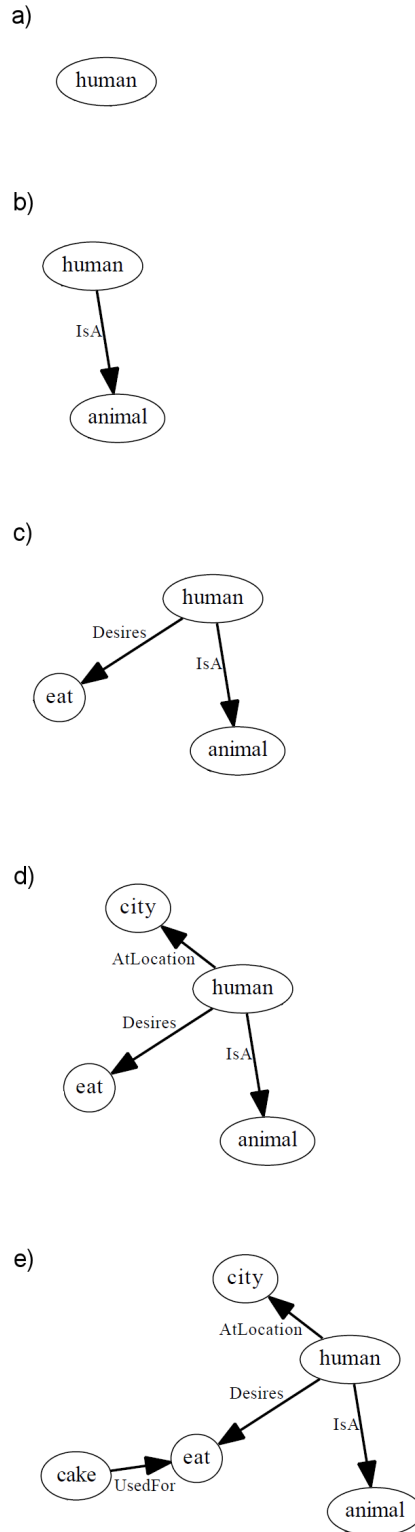 a)
human
b)
human
IsA
animal
c)
human
Desires
IsA
eat
animal
d)
city
AtLocation
human
Desires
IsA
eat
animal
e)
city
AtLocation
human
Desires
IsA
eat
cake
UsedFor
animal